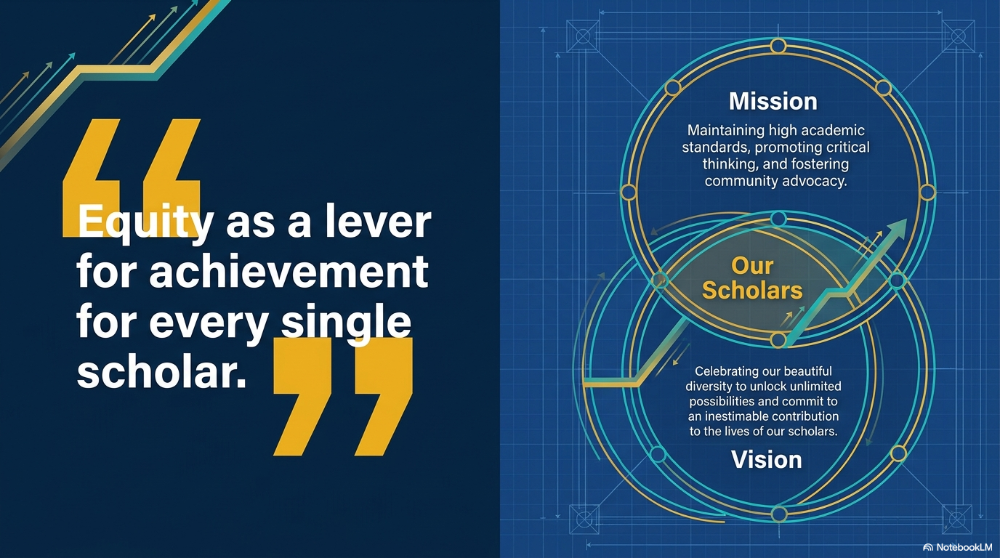 Equity as a lever
for achievement
for every single
scholar.
Mission
Maintaining high academic
standards, promoting critical
thinking, and fostering
community advocacy.
Our
Scholars
Celebrating our beautiful
diversity to unlock unlimited
possibilities and commit to
an inestimable contribution
to the lives of our scholars.
Vision
NotebookLM